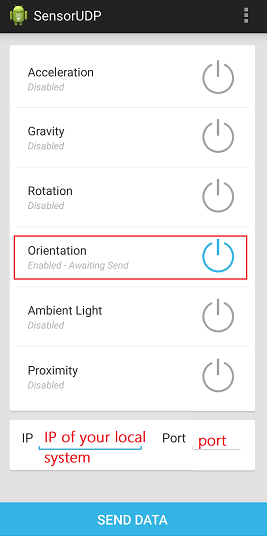 SensorUDP
Acceleration
Disabled
Gravity
Disabled
Rotation
Disabled
Orientation
Enabled - Awaiting Send
Ambient Light
Disabled
Proximity
Disabled
IP IP of your local Port port
system
SEND DATA